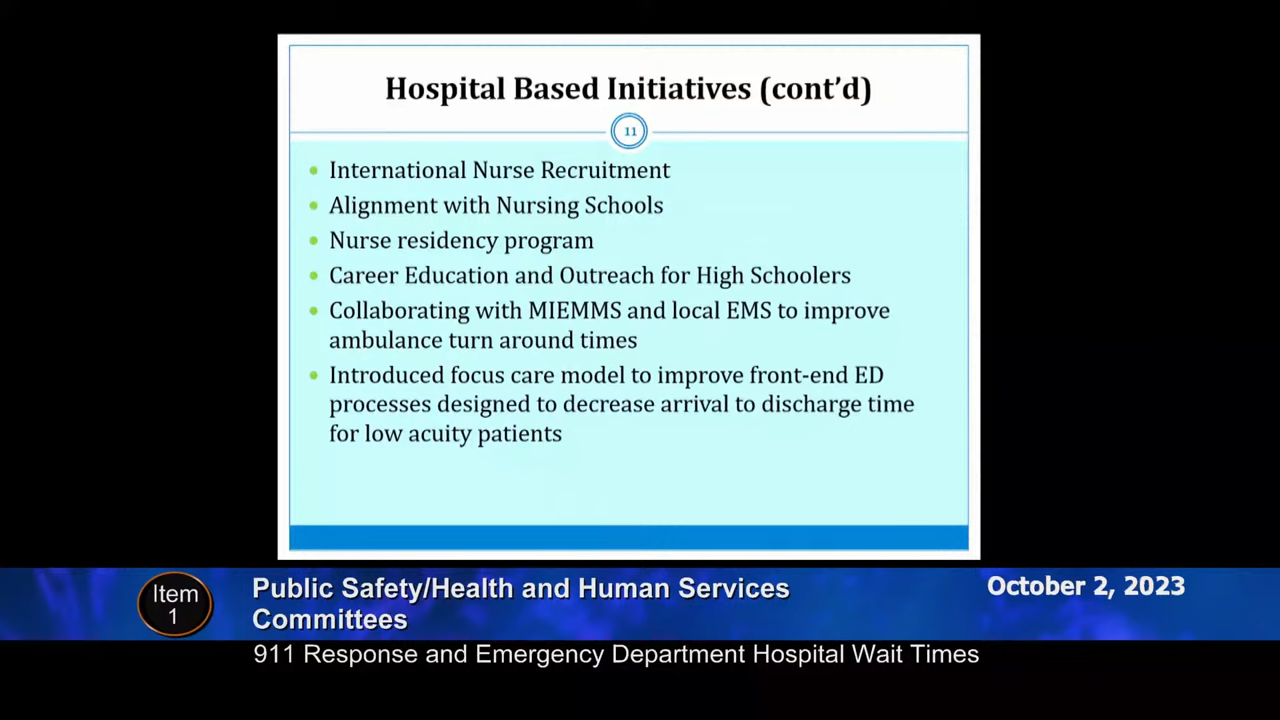 Hospital Based Initiatives (cont’d)
11
• International Nurse Recruitment
• Alignment with Nursing Schools
• Nurse residency program
• Career Education and Outreach for High Schoolers
• Collaborating with MIEMMS and local EMS to improve
ambulance turn around times
• Introduced focus care model to improve front-end ED
processes designed to decrease arrival to discharge time
for low acuity patients
Item
1
Public Safety/Health and Human Services
Committees
October 2, 2023
911 Response and Emergency Department Hospital Wait Times